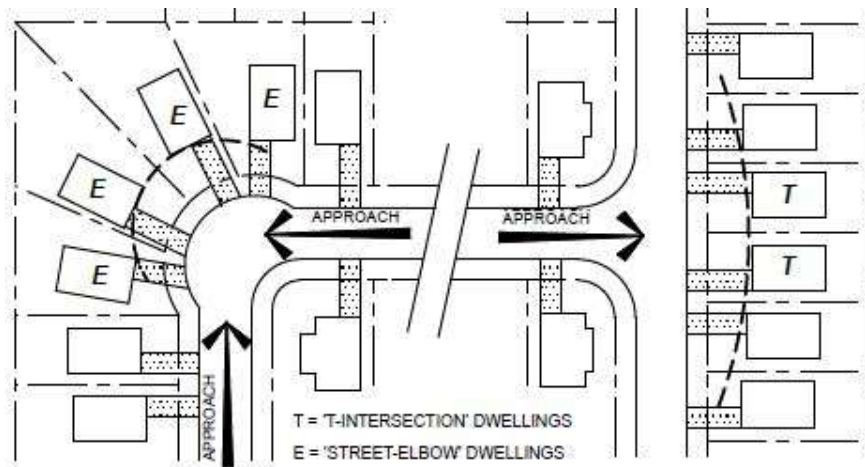 E
E
E
E
T
T
APPROACH
APPROACH
APPROACH
T = 'T-INTERSECTION' DWELLINGS
E = 'STREET-ELBOW' DWELLINGS